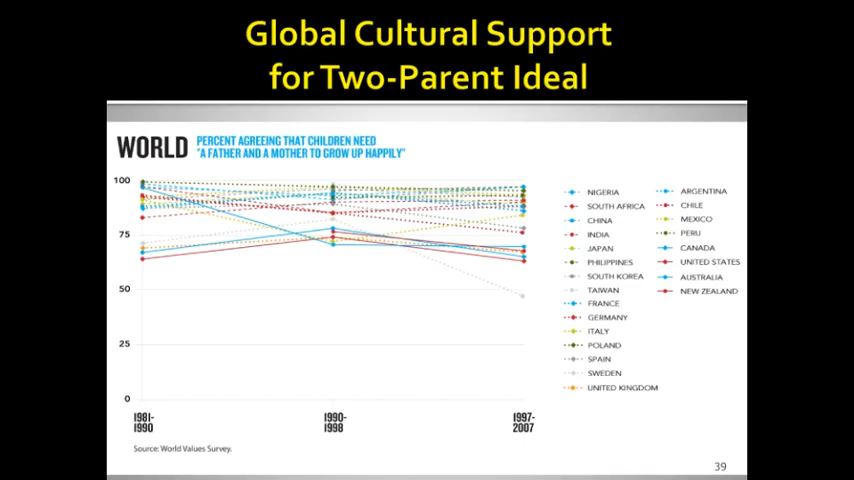 Global Cultural Support
for Two-Parent Ideal
WORLD
PERCENT AGREEING THAT CHILDREN NEED
"A FATHER AND A MOTHER TO GROW UP HAPPILY"
100
75
50
25
0
1981-
1990
1990-
1998
1997-
2007
NIGERIA
SOUTH AFRICA
CHINA
INDIA
JAPAN
PHILIPPINES
SOUTH KOREA
TAIWAN
FRANCE
GERMANY
ITALY
POLAND
SPAIN
SWEDEN
UNITED KINGDOM
ARGENTINA
CHILE
MEXICO
PERU
CANADA
UNITED STATES
AUSTRALIA
NEW ZEALAND
Source: World Values Survey.
39